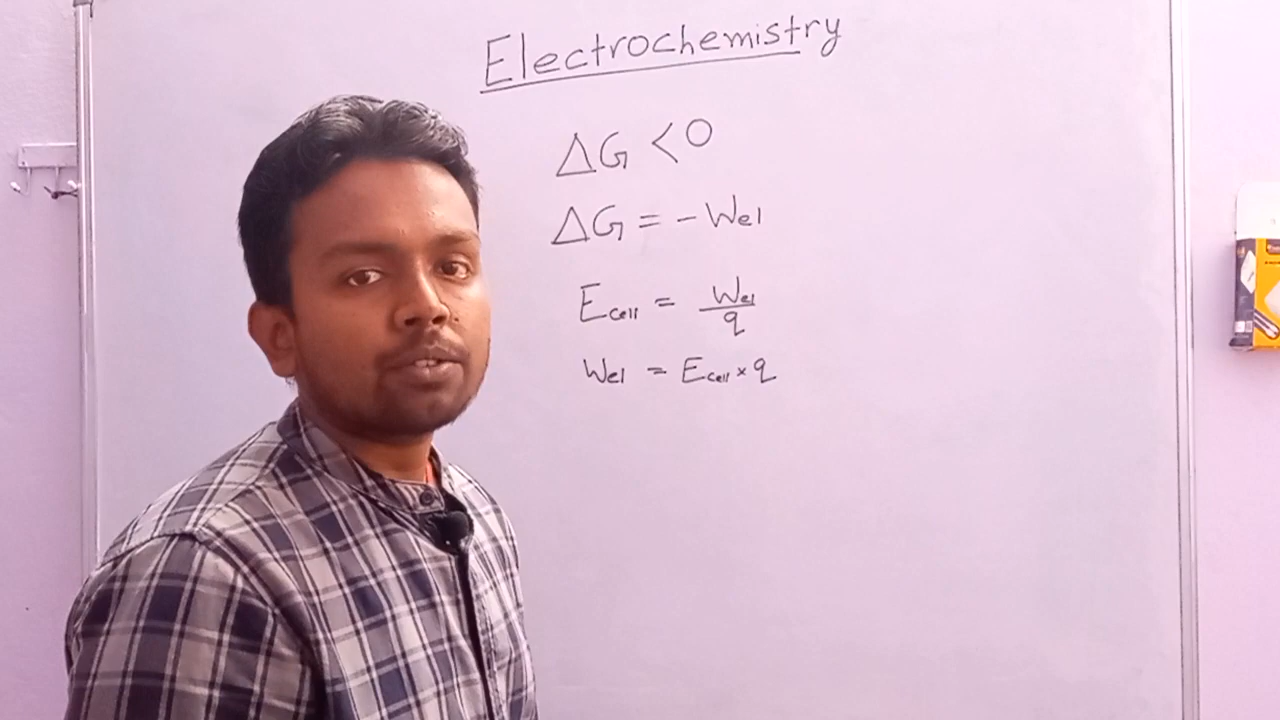 Electrochemistry
ΔG < 0
ΔG = - Wel
Ecell = Wel/q
Wel = Ecell × q